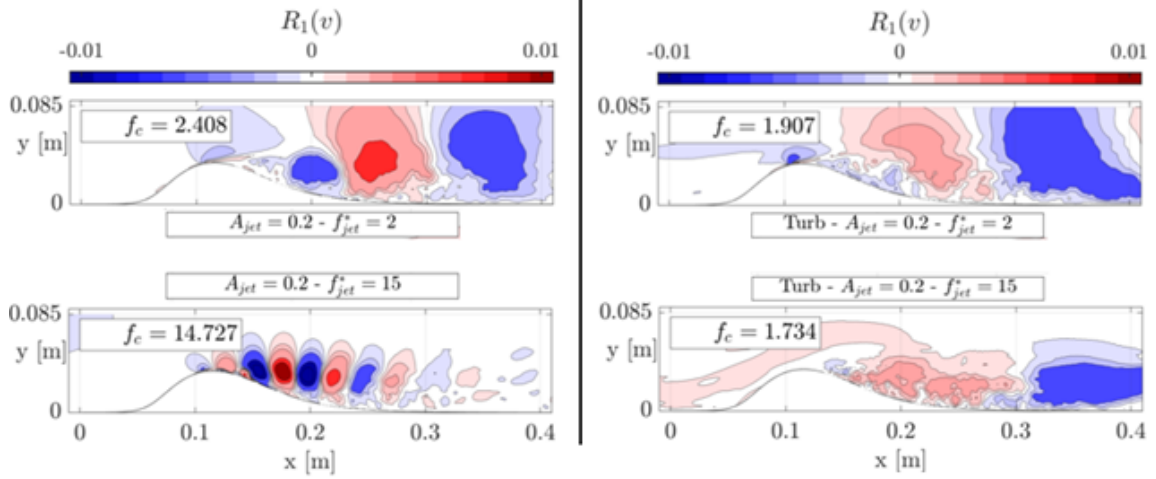 R₁(v)
-0.01 0 0.01
0.085
y [m]
0
f_c = 2.408
A_jet = 0.2 - f*_jet = 2
A_jet = 0.2 - f*_jet = 15
0.085
y [m]
0
f_c = 14.727
0 0.1 0.2 0.3 0.4
x [m]
R₁(v)
-0.01 0 0.01
0.085
y [m]
0
f_c = 1.907
Turb - A_jet = 0.2 - f*_jet = 2
Turb - A_jet = 0.2 - f*_jet = 15
0.085
y [m]
0
f_c = 1.734
0 0.1 0.2 0.3 0.4
x [m]